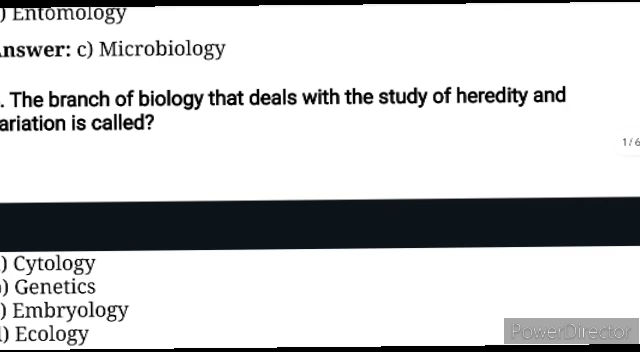 ) Entomology
nswer: c) Microbiology
. The branch of biology that deals with the study of heredity and
ariation is called?
1/6
) Cytology
) Genetics
) Embryology
) Ecology
PowerDirector